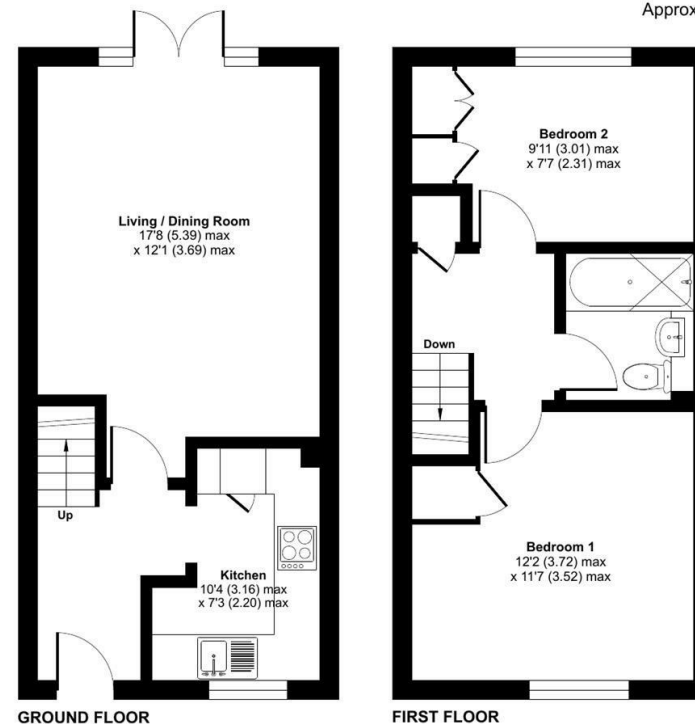 Approx
Living / Dining Room
17'8 (5.39) max
x 12'1 (3.69) max
Up
Kitchen
10'4 (3.16) max
x 7'3 (2.20) max
GROUND FLOOR
Bedroom 2
9'11 (3.01) max
x 7'7 (2.31) max
Down
Bedroom 1
12'2 (3.72) max
x 11'7 (3.52) max
FIRST FLOOR